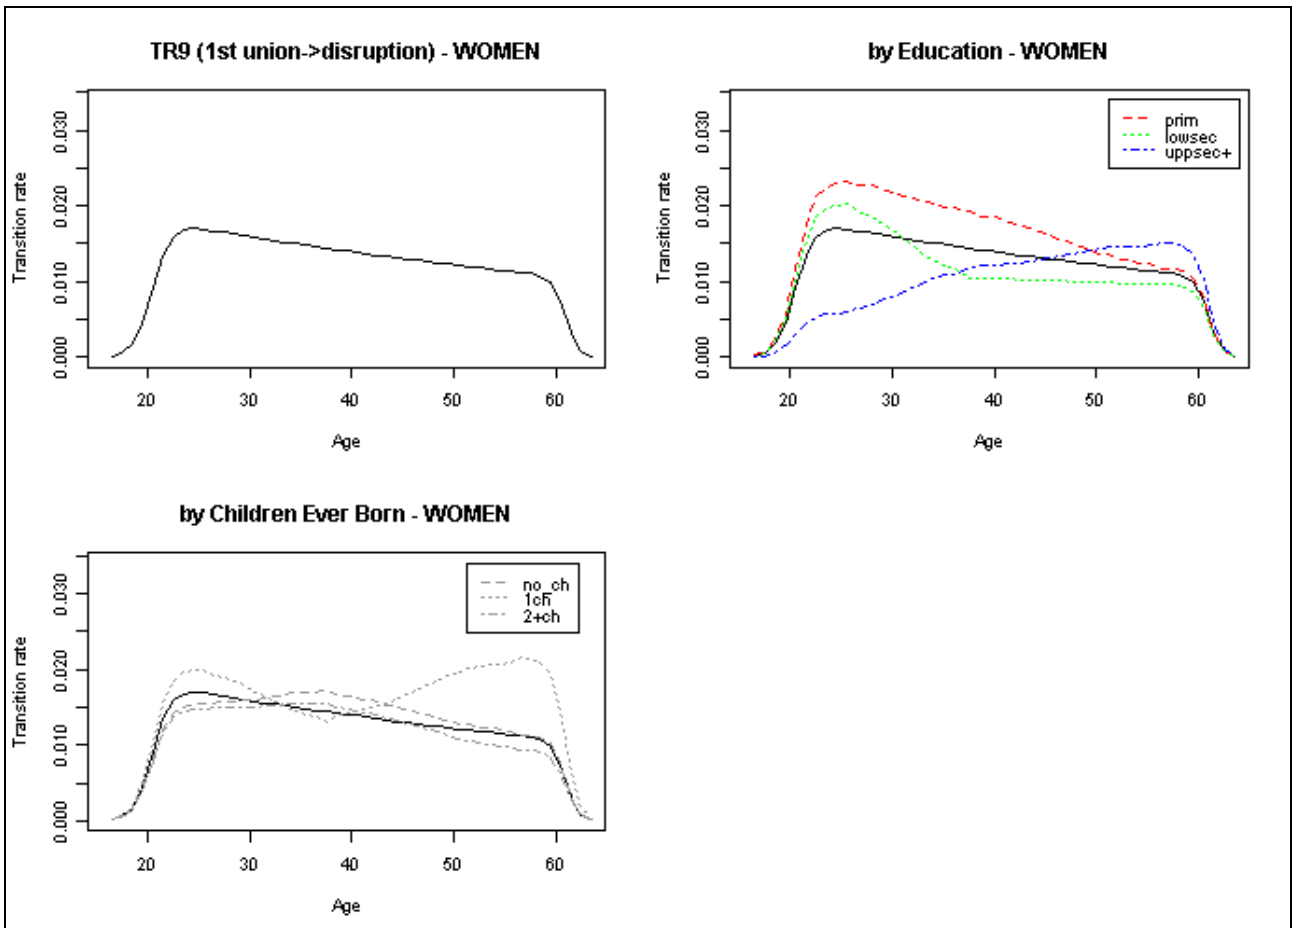 TR9 (1st union->disruption) - WOMEN
Transition rate
0.000 0.010 0.020 0.030
20 30 40 50 60
Age
by Education - WOMEN
Transition rate
0.000 0.010 0.020 0.030
prim
lowsec
uppsec+
20 30 40 50 60
Age
by Children Ever Born - WOMEN
Transition rate
0.000 0.010 0.020 0.030
no_ch
1ch
2+ch
20 30 40 50 60
Age